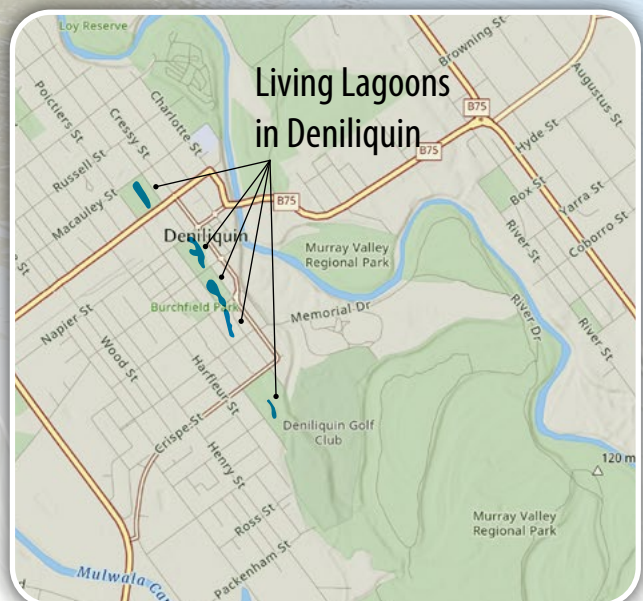 Loy Reserve
Poictiers St
Cressy St
Charlotte St
Russell St
Macauley St
Living Lagoons
in Deniliquin
Browning St
Augustus St
B75
B75
B75
Hyde St
Box St
Yarra St
River St
Coborro St
Deniliquin
Murray Valley
Regional Park
Burchfield Park
Memorial Dr
River Dr
River St
Napier St
Wood St
Harfleur St
Crispe St
Deniliquin Golf
Club
Henry St
Ross St
Packenham St
120 m
Murray Valley
Regional Park
Mulwala Ca